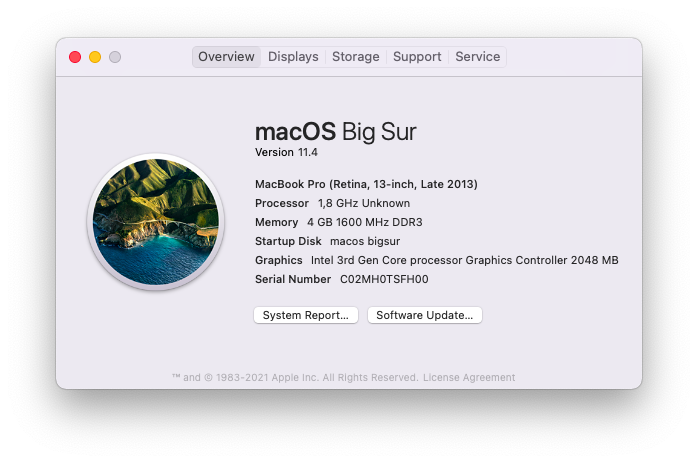 Overview Displays Storage Support Service
macOS Big Sur
Version 11.4
MacBook Pro (Retina, 13-inch, Late 2013)
Processor 1,8 GHz Unknown
Memory 4 GB 1600 MHz DDR3
Startup Disk macos bigsur
Graphics Intel 3rd Gen Core processor Graphics Controller 2048 MB
Serial Number C02MH0TSFH00
System Report... Software Update...
™ and © 1983-2021 Apple Inc. All Rights Reserved. License Agreement